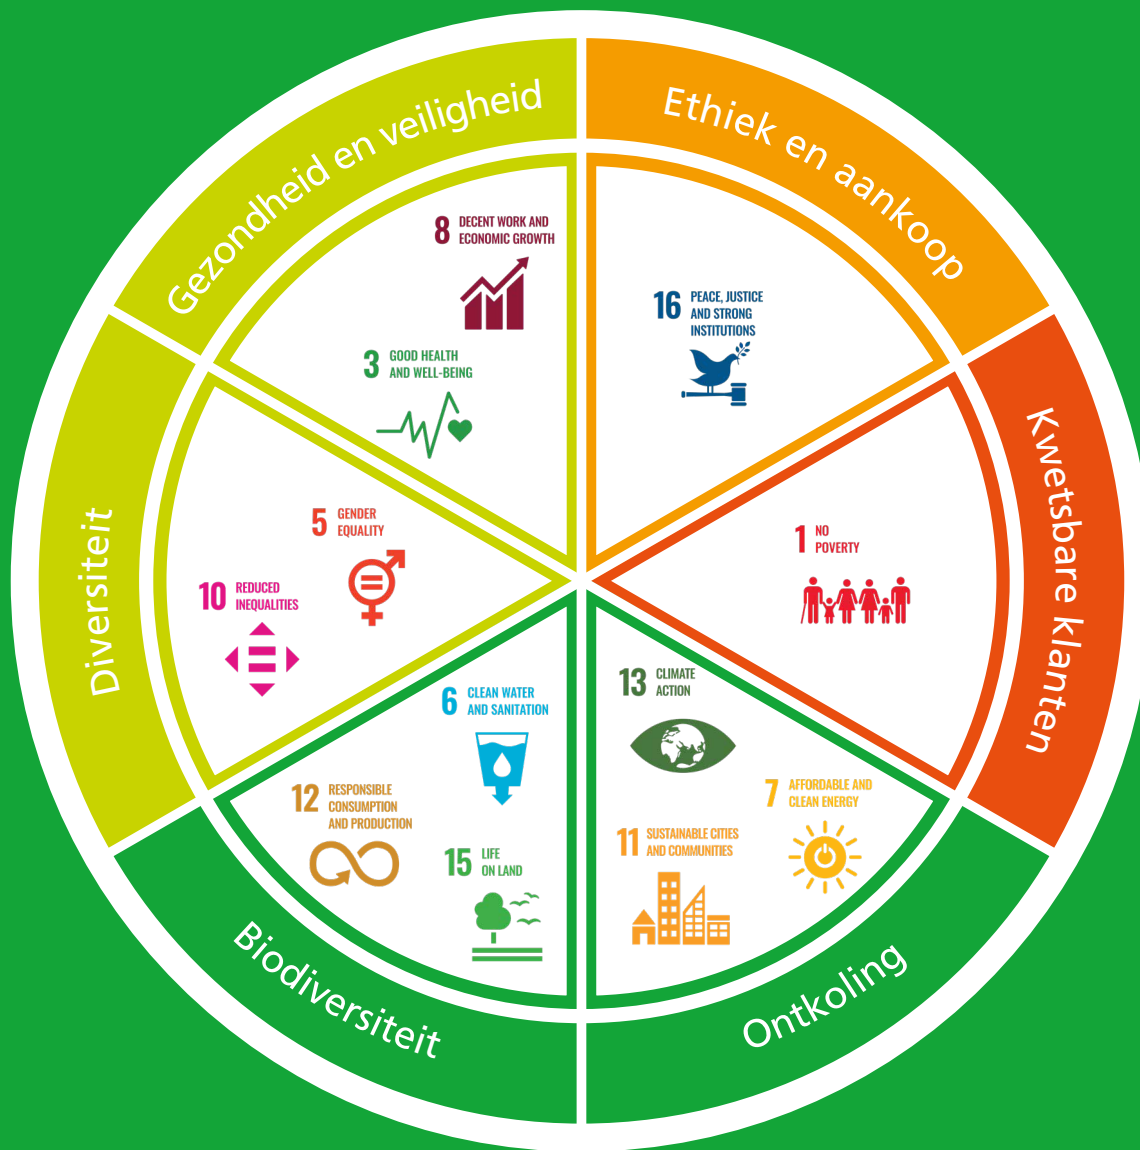 Gezondheid en veiligheid
Ethiek en aankoop
Kwetsbare klanten
Ontkoling
Biodiversiteit
Diversiteit
8 DECENT WORK AND
ECONOMIC GROWTH
3 GOOD HEALTH
AND WELL-BEING
16 PEACE, JUSTICE
AND STRONG
INSTITUTIONS
1 NO
POVERTY
13 CLIMATE
ACTION
7 AFFORDABLE AND
CLEAN ENERGY
11 SUSTAINABLE CITIES
AND COMMUNITIES
6 CLEAN WATER
AND SANITATION
12 RESPONSIBLE
CONSUMPTION
AND PRODUCTION
15 LIFE
ON LAND
5 GENDER
EQUALITY
10 REDUCED
INEQUALITIES